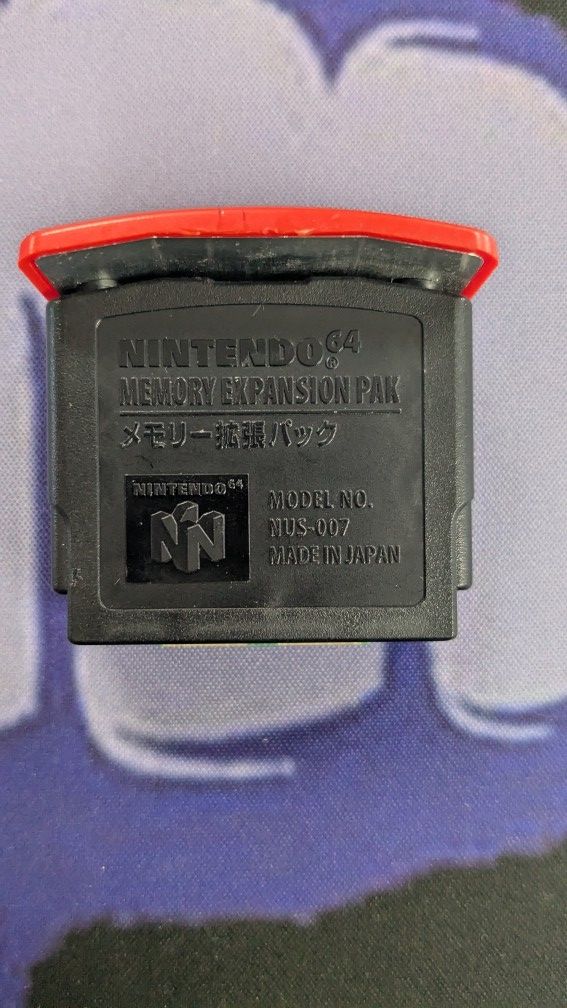 NINTENDO64®
MEMORY EXPANSION PAK
メモリー拡張パック
NINTENDO64
MODEL NO.
NUS-007
MADE IN JAPAN